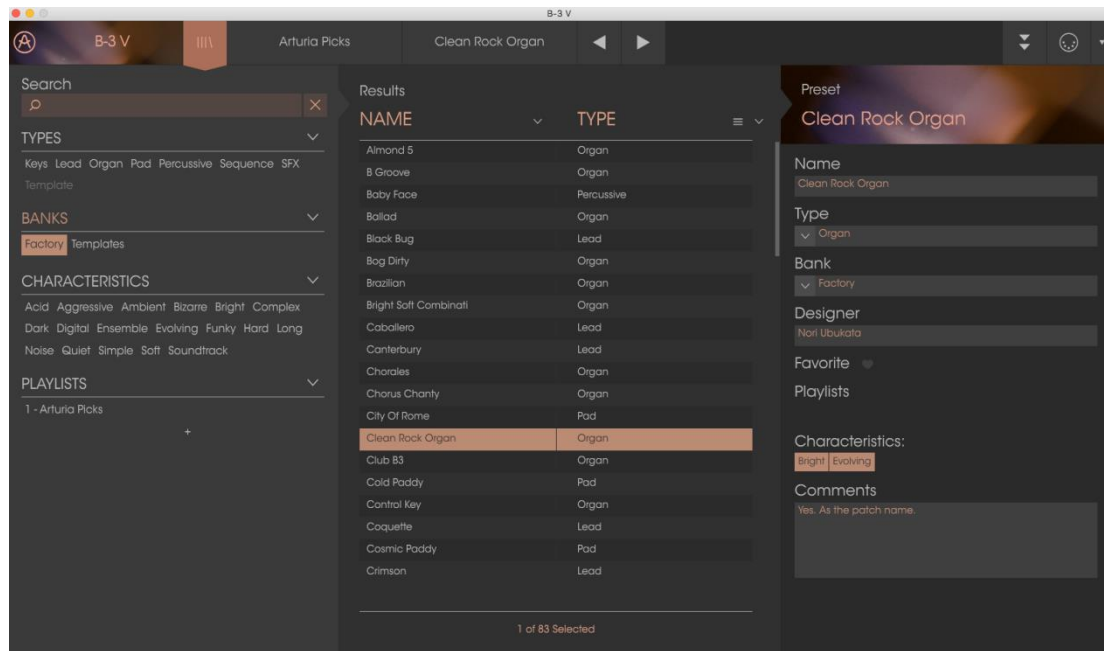 B-3 V
B-3 V
Arturia Picks
Clean Rock Organ
Search
TYPES
Keys Lead Organ Pad Percussive Sequence SFX
Template
BANKS
Factory Templates
CHARACTERISTICS
Acid Aggressive Ambient Bizarre Bright Complex
Dark Digital Ensemble Evolving Funky Hard Long
Noise Quiet Simple Soft Soundtrack
PLAYLISTS
1 - Arturia Picks
+
Results
NAME TYPE
Almond 5 Organ
B Groove Organ
Baby Face Percussive
Ballad Organ
Black Bug Lead
Bog Dirty Organ
Brazilian Organ
Bright Soft Combinati Organ
Caballero Lead
Canterbury Lead
Chorales Organ
Chorus Chanty Organ
City Of Rome Pad
Clean Rock Organ Organ
Club B3 Organ
Cold Paddy Pad
Control Key Organ
Coquette Lead
Cosmic Paddy Pad
Crimson Lead
1 of 83 Selected
Preset
Clean Rock Organ
Name
Clean Rock Organ
Type
Organ
Bank
Factory
Designer
Nori Ubukata
Favorite
Playlists
Characteristics:
Bright Evolving
Comments
Yes. As the patch name.